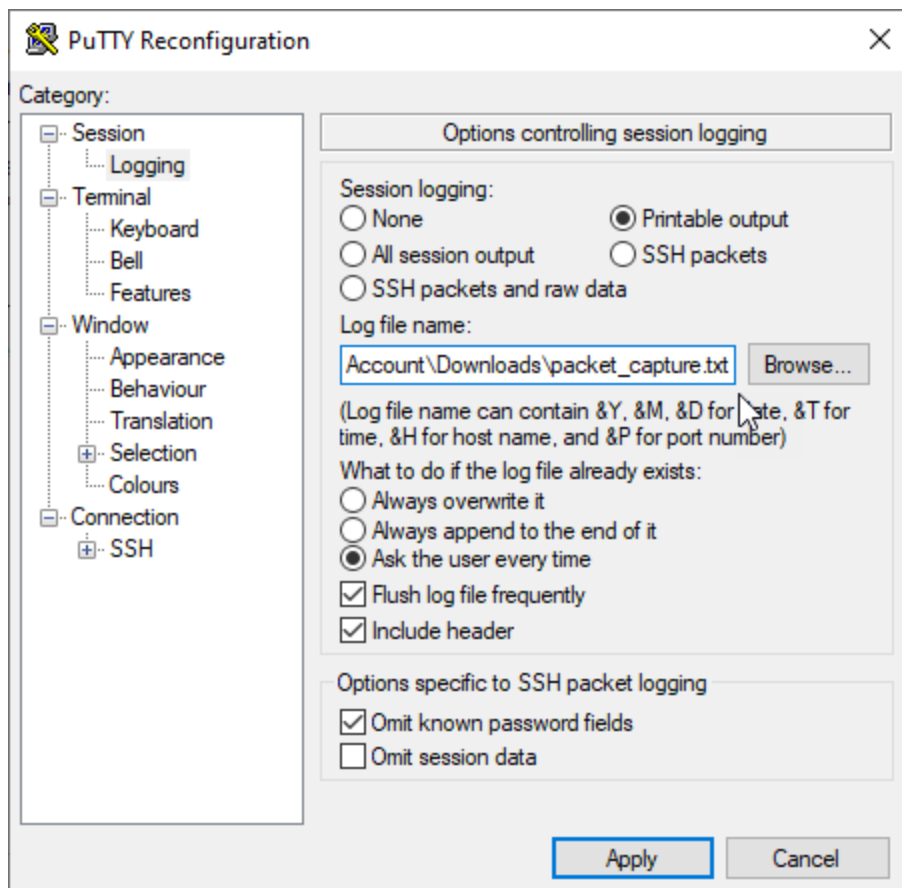 PuTTY Reconfiguration
Category:
Session
Logging
Terminal
Keyboard
Bell
Features
Window
Appearance
Behaviour
Translation
Selection
Colours
Connection
SSH
Options controlling session logging
Session logging:
None
Printable output
All session output
SSH packets
SSH packets and raw data
Log file name:
Account\Downloads\packet_capture.txt
Browse...
(Log file name can contain &Y, &M, &D for date, &T for
time, &H for host name, and &P for port number)
What to do if the log file already exists:
Always overwrite it
Always append to the end of it
Ask the user every time
Flush log file frequently
Include header
Options specific to SSH packet logging
Omit known password fields
Omit session data
Apply
Cancel